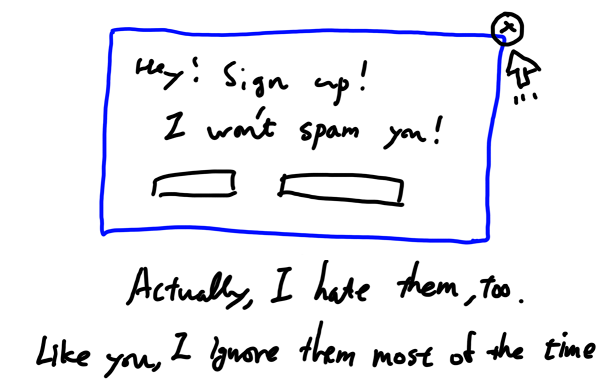 Hey! Sign up!
I won't spam you!
Actually, I hate them, too.
Like you, I ignore them most of the time